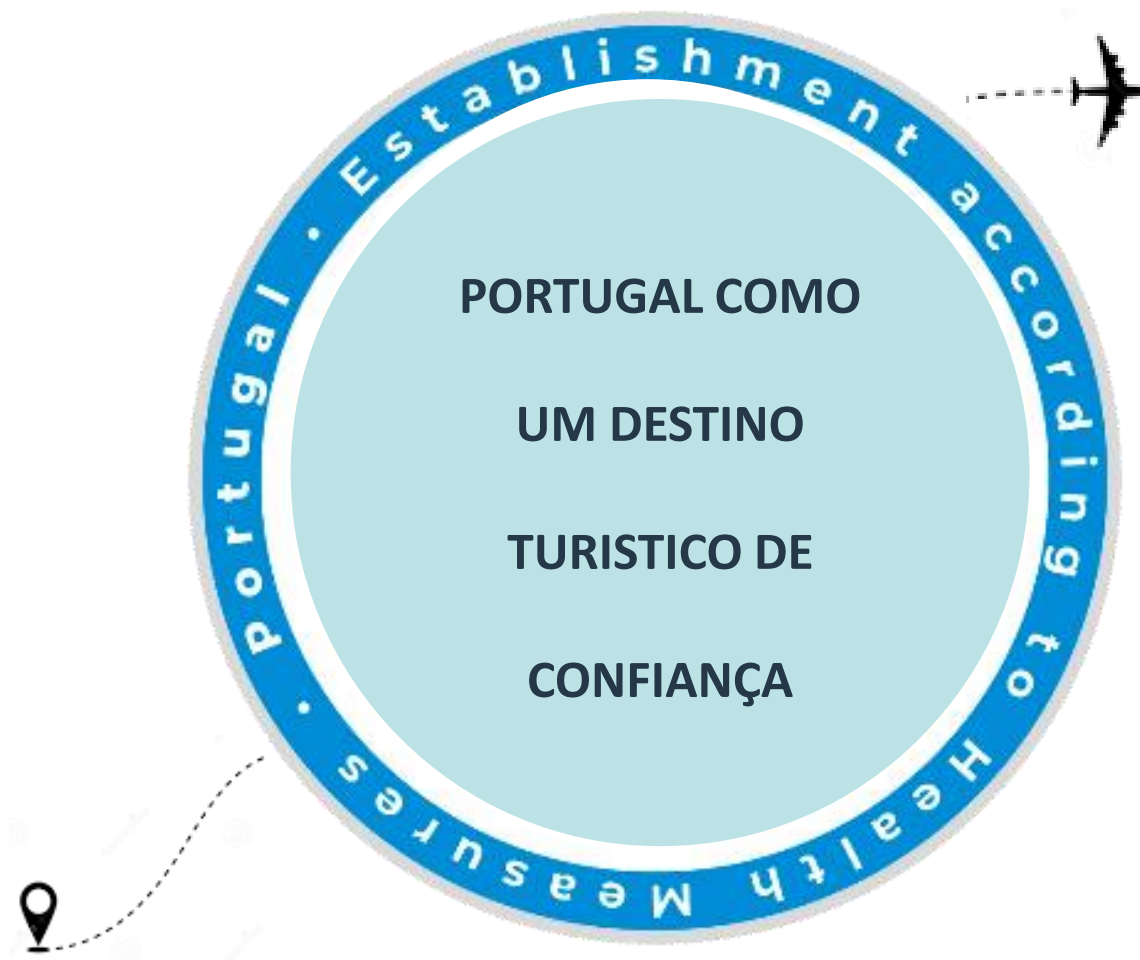 Establishment according to Health Measures · Portugal ·
PORTUGAL COMO
UM DESTINO
TURISTICO DE
CONFIANÇA